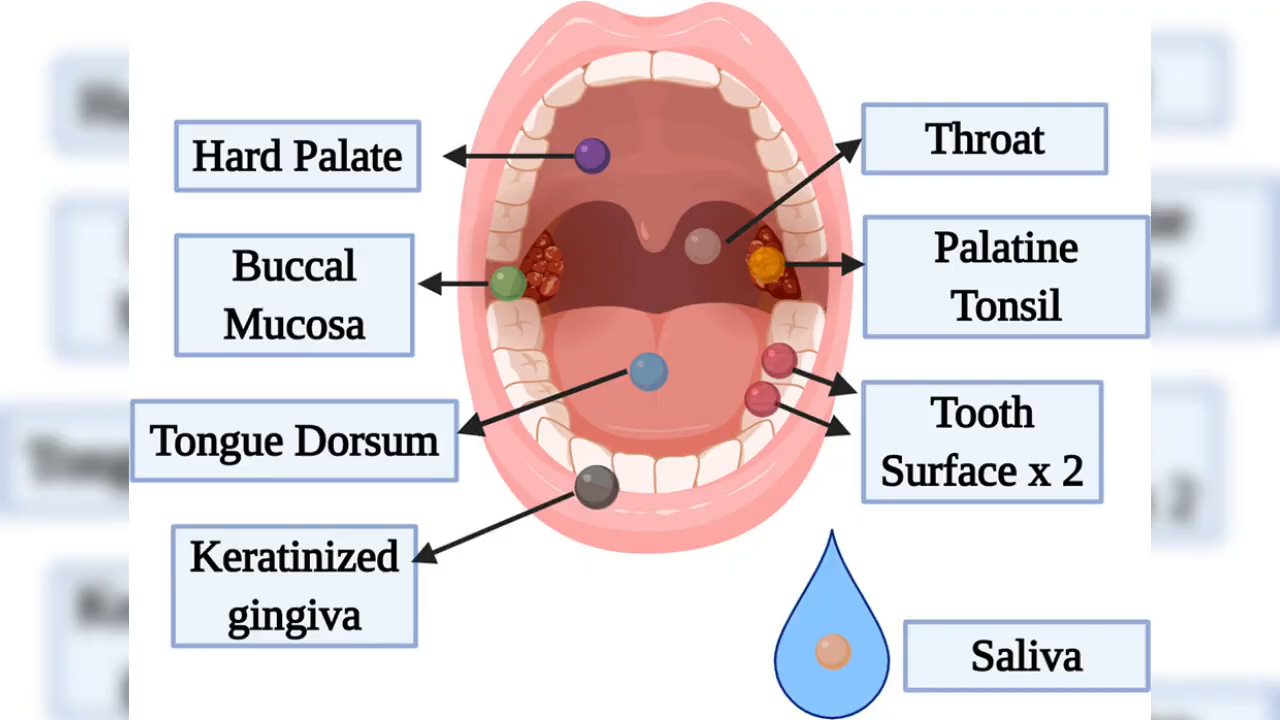 Hard Palate
Buccal
Mucosa
Tongue Dorsum
Keratinized
gingiva
Throat
Palatine
Tonsil
Tooth
Surface x 2
Saliva